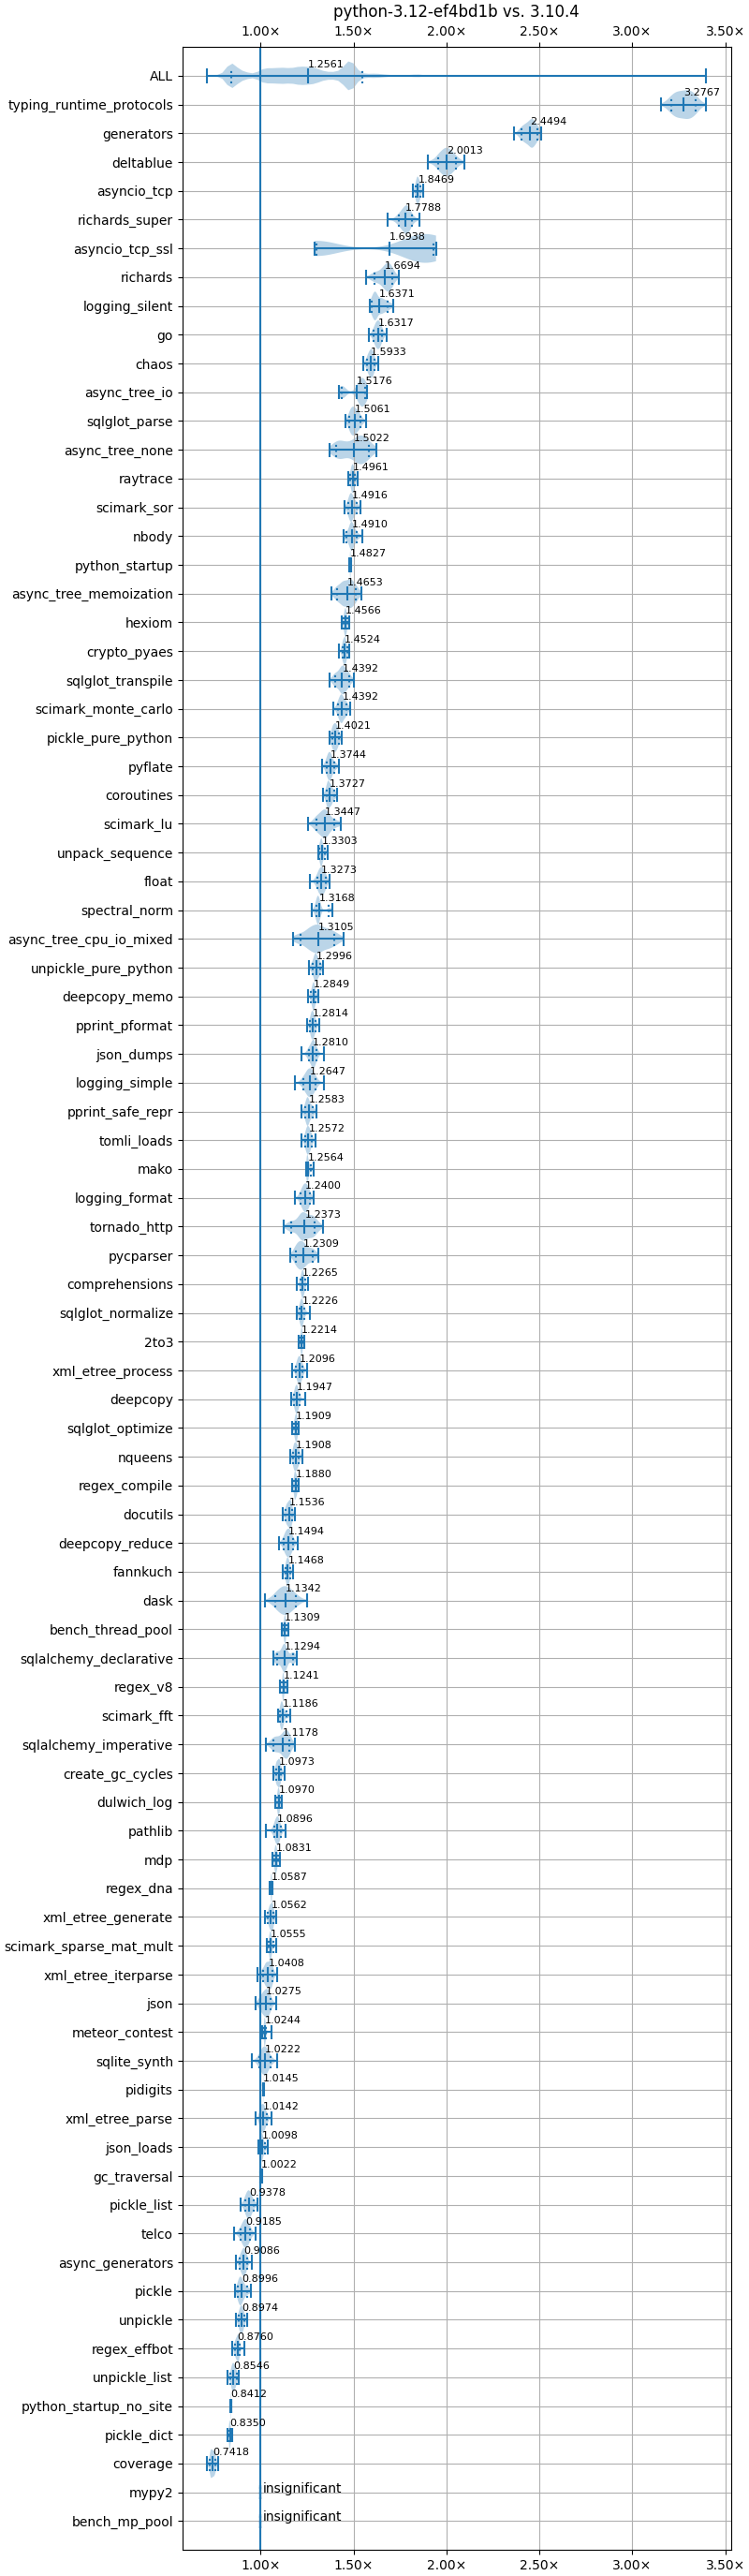 python-3.12-ef4bd1b vs. 3.10.4
1.00× 1.50× 2.00× 2.50× 3.00× 3.50×
ALL 1.2561
typing_runtime_protocols 3.2767
generators 2.4494
deltablue 2.0013
asyncio_tcp 1.8469
richards_super 1.7788
asyncio_tcp_ssl 1.6938
richards 1.6694
logging_silent 1.6371
go 1.6317
chaos 1.5933
async_tree_io 1.5176
sqlglot_parse 1.5061
async_tree_none 1.5022
raytrace 1.4961
scimark_sor 1.4916
nbody 1.4910
python_startup 1.4827
async_tree_memoization 1.4653
hexiom 1.4566
crypto_pyaes 1.4524
sqlglot_transpile 1.4392
scimark_monte_carlo 1.4392
pickle_pure_python 1.4021
pyflate 1.3744
coroutines 1.3727
scimark_lu 1.3447
unpack_sequence 1.3303
float 1.3273
spectral_norm 1.3168
async_tree_cpu_io_mixed 1.3105
unpickle_pure_python 1.2996
deepcopy_memo 1.2849
pprint_pformat 1.2814
json_dumps 1.2810
logging_simple 1.2647
pprint_safe_repr 1.2583
tomli_loads 1.2572
mako 1.2564
logging_format 1.2400
tornado_http 1.2373
pycparser 1.2309
comprehensions 1.2265
sqlglot_normalize 1.2226
2to3 1.2214
xml_etree_process 1.2096
deepcopy 1.1947
sqlglot_optimize 1.1909
nqueens 1.1908
regex_compile 1.1880
docutils 1.1536
deepcopy_reduce 1.1494
fannkuch 1.1468
dask 1.1342
bench_thread_pool 1.1309
sqlalchemy_declarative 1.1294
regex_v8 1.1241
scimark_fft 1.1186
sqlalchemy_imperative 1.1178
create_gc_cycles 1.0973
dulwich_log 1.0970
pathlib 1.0896
mdp 1.0831
regex_dna 1.0587
xml_etree_generate 1.0562
scimark_sparse_mat_mult 1.0555
xml_etree_iterparse 1.0408
json 1.0275
meteor_contest 1.0244
sqlite_synth 1.0222
pidigits 1.0145
xml_etree_parse 1.0142
json_loads 1.0098
gc_traversal 1.0022
pickle_list 0.9378
telco 0.9185
async_generators 0.9086
pickle 0.8996
unpickle 0.8974
regex_effbot 0.8760
unpickle_list 0.8546
python_startup_no_site 0.8412
pickle_dict 0.8350
coverage 0.7418
mypy2 insignificant
bench_mp_pool insignificant
1.00× 1.50× 2.00× 2.50× 3.00× 3.50×